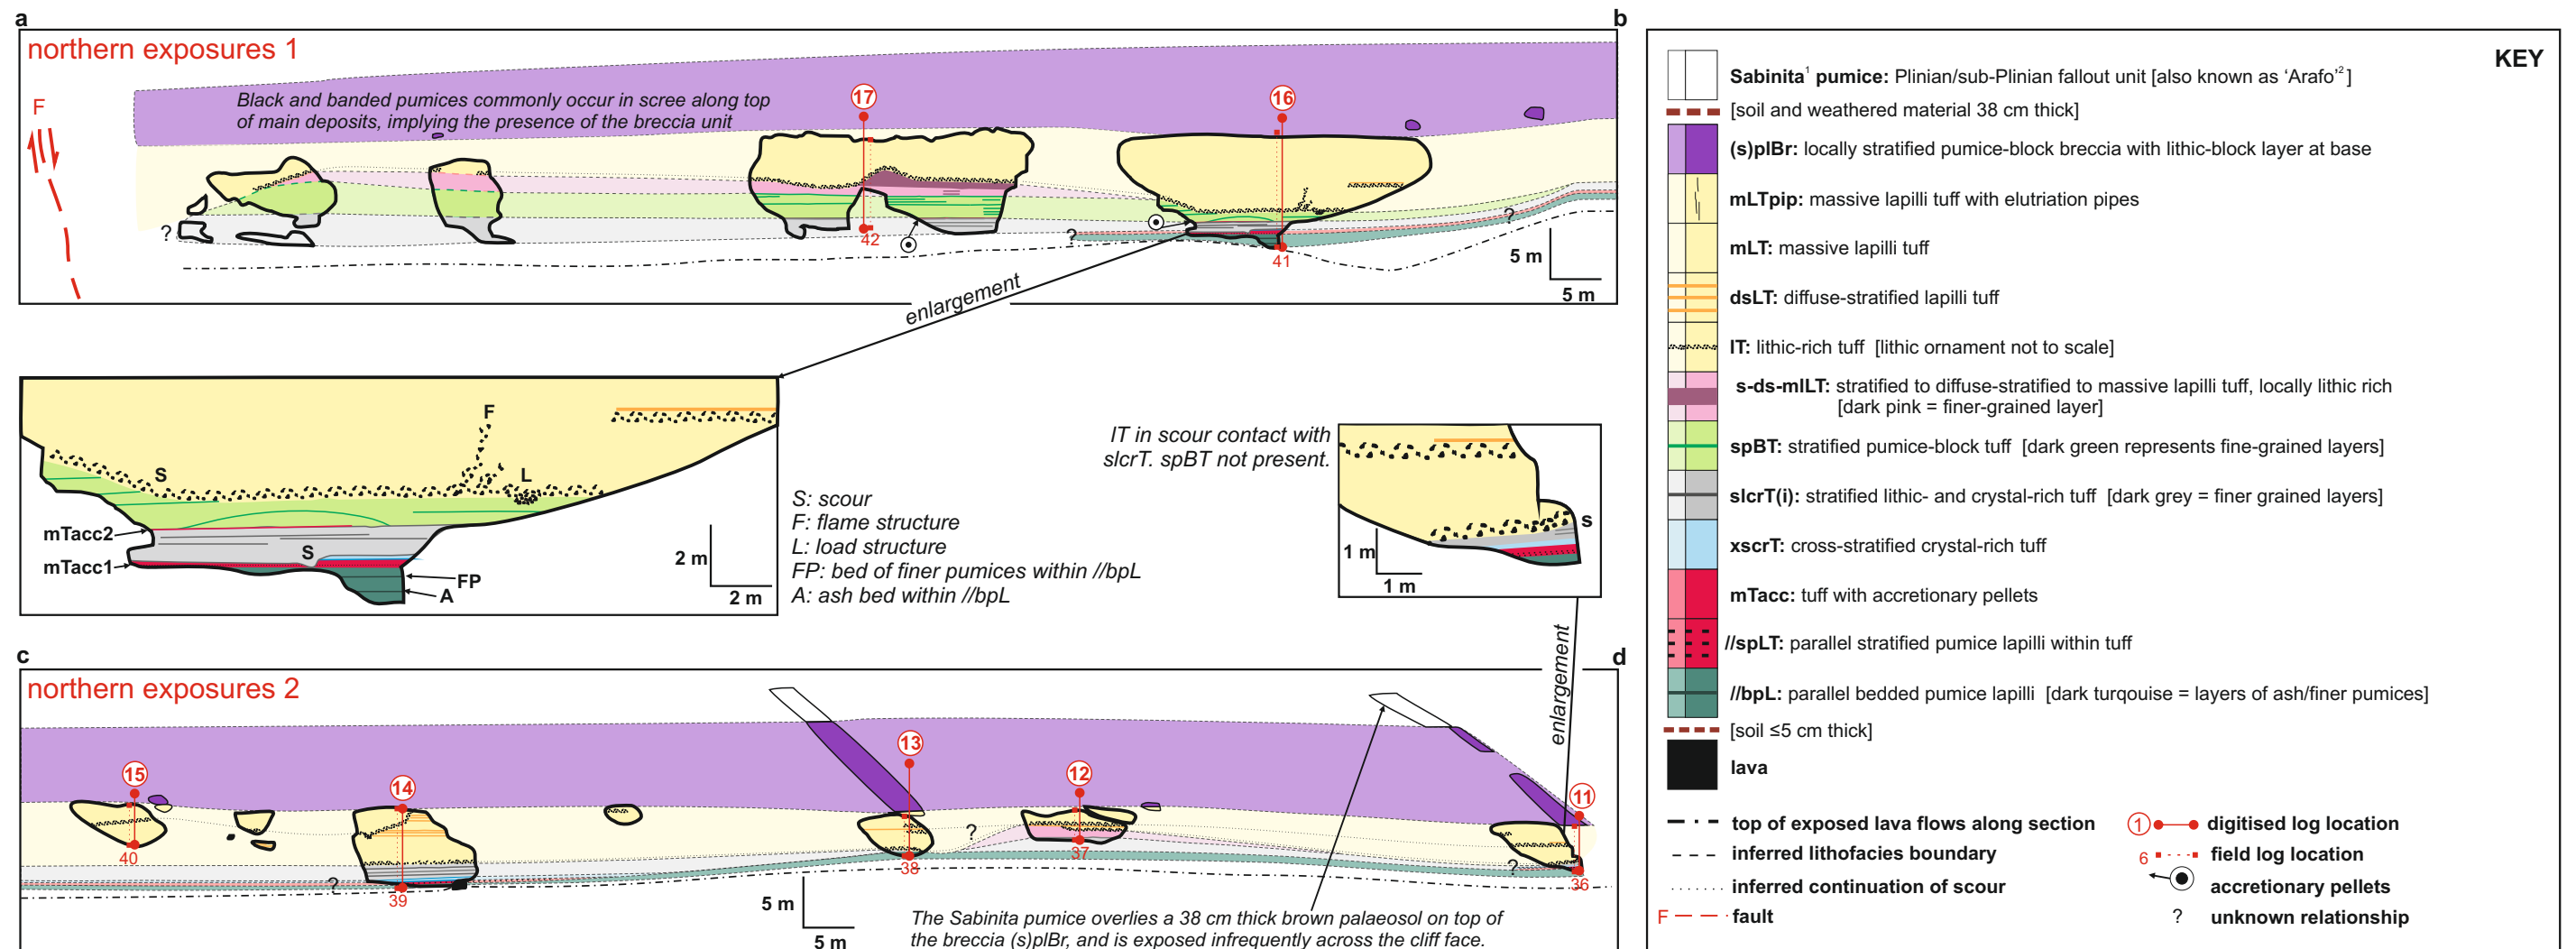 a
b
northern exposures 1
F
Black and banded pumices commonly occur in scree along top
of main deposits, implying the presence of the breccia unit
17
16
?
42
?
41
?
5 m
5 m
enlargement
S
F
L
mTacc2
mTacc1
S
FP
A
2 m
2 m
S: scour
F: flame structure
L: load structure
FP: bed of finer pumices within //bpL
A: ash bed within //bpL
lT in scour contact with
slcrT. spBT not present.
s
1 m
1 m
enlargement
c
d
northern exposures 2
15
14
13
12
11
40
39
38
37
36
?
?
?
5 m
5 m
The Sabinita pumice overlies a 38 cm thick brown palaeosol on top of
the breccia (s)plBr, and is exposed infrequently across the cliff face.
KEY
Sabinita¹ pumice: Plinian/sub-Plinian fallout unit [also known as ‘Arafo’²]
[soil and weathered material 38 cm thick]
(s)plBr: locally stratified pumice-block breccia with lithic-block layer at base
mLTpip: massive lapilli tuff with elutriation pipes
mLT: massive lapilli tuff
dsLT: diffuse-stratified lapilli tuff
lT: lithic-rich tuff [lithic ornament not to scale]
s-ds-mlLT: stratified to diffuse-stratified to massive lapilli tuff, locally lithic rich
[dark pink = finer-grained layer]
spBT: stratified pumice-block tuff [dark green represents fine-grained layers]
slcrT(i): stratified lithic- and crystal-rich tuff [dark grey = finer grained layers]
xscrT: cross-stratified crystal-rich tuff
mTacc: tuff with accretionary pellets
//spLT: parallel stratified pumice lapilli within tuff
//bpL: parallel bedded pumice lapilli [dark turqouise = layers of ash/finer pumices]
[soil ≤5 cm thick]
lava
top of exposed lava flows along section
inferred lithofacies boundary
inferred continuation of scour
F fault
1 digitised log location
6 field log location
accretionary pellets
? unknown relationship